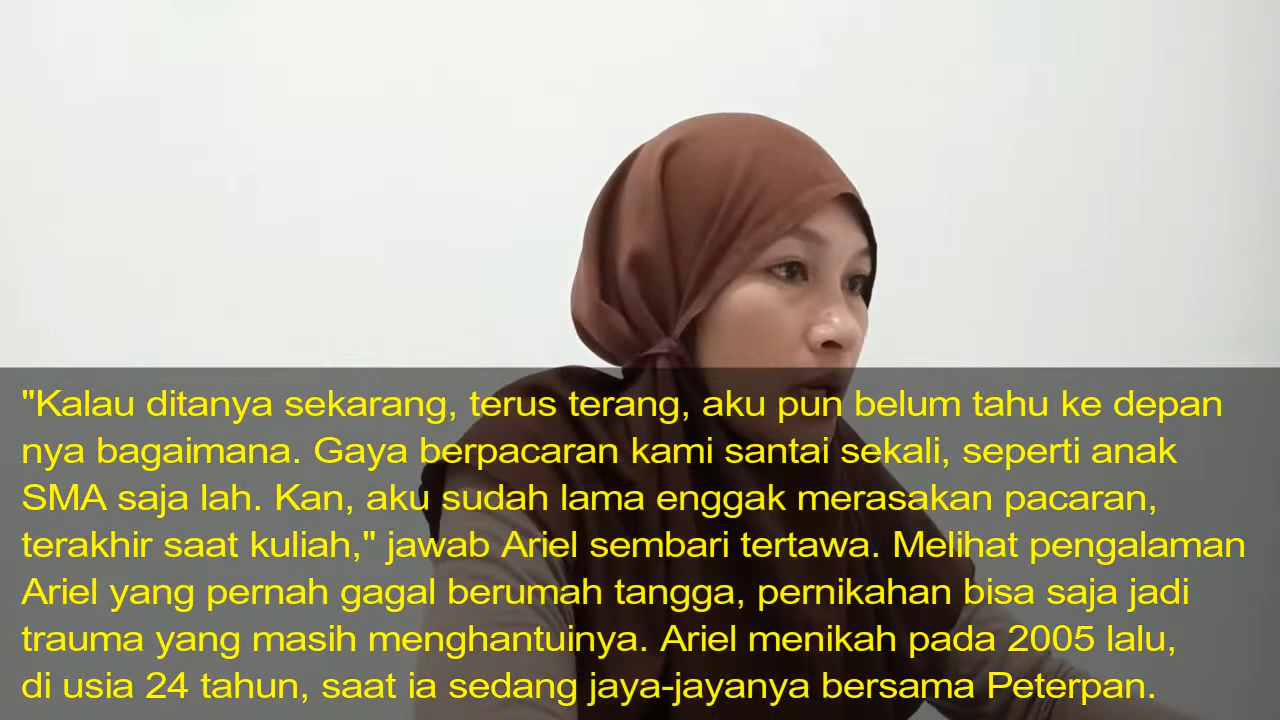 "Kalau ditanya sekarang, terus terang, aku pun belum tahu ke depan
nya bagaimana. Gaya berpacaran kami santai sekali, seperti anak
SMA saja lah. Kan, aku sudah lama enggak merasakan pacaran,
terakhir saat kuliah," jawab Ariel sembari tertawa. Melihat pengalaman
Ariel yang pernah gagal berumah tangga, pernikahan bisa saja jadi
trauma yang masih menghantuinya. Ariel menikah pada 2005 lalu,
di usia 24 tahun, saat ia sedang jaya-jayanya bersama Peterpan.